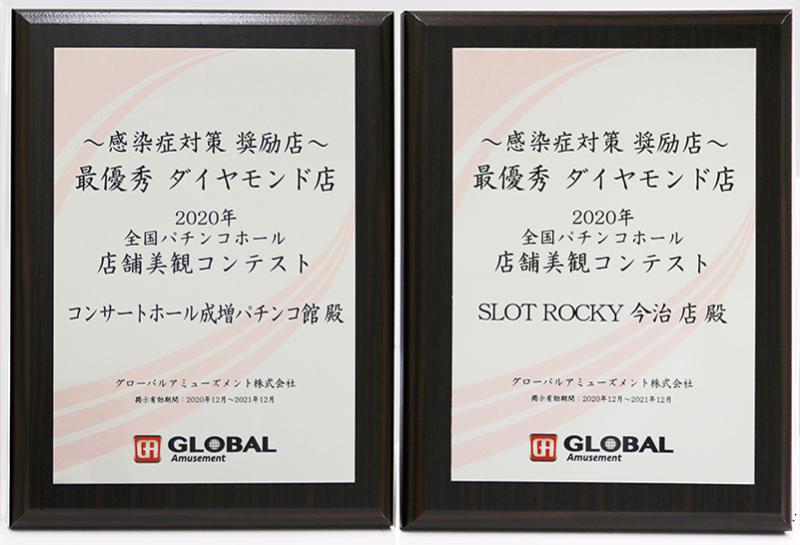 ～感染症対策 奨励店～
最優秀 ダイヤモンド店
2020年
全国パチンコホール
店舗美観コンテスト
コンサートホール成増パチンコ館 殿
グローバルアミューズメント株式会社
掲示有効期間：2020年12月～2021年12月
GA GLOBAL
Amusement
～感染症対策 奨励店～
最優秀 ダイヤモンド店
2020年
全国パチンコホール
店舗美観コンテスト
SLOT ROCKY 今治 店 殿
グローバルアミューズメント株式会社
掲示有効期間：2020年12月～2021年12月
GA GLOBAL
Amusement